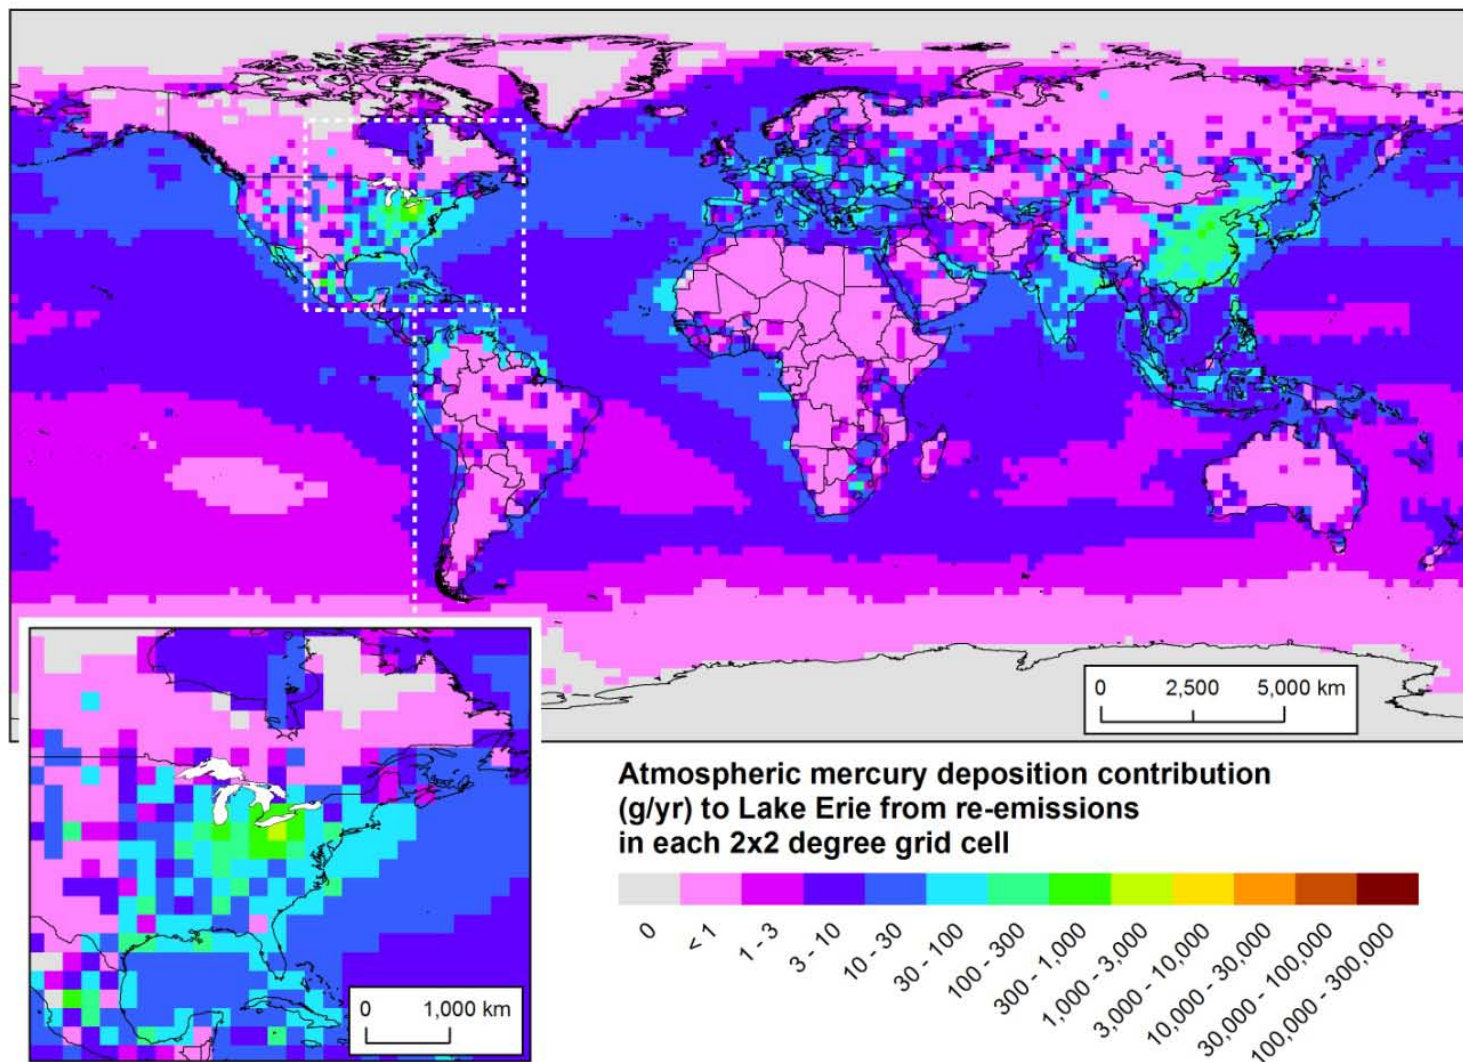 0 2,500 5,000 km
Atmospheric mercury deposition contribution
(g/yr) to Lake Erie from re-emissions
in each 2x2 degree grid cell
0
< 1
1 - 3
3 - 10
10 - 30
30 - 100
100 - 300
300 - 1,000
1,000 - 3,000
3,000 - 10,000
10,000 - 30,000
30,000 - 100,000
100,000 - 300,000
0 1,000 km